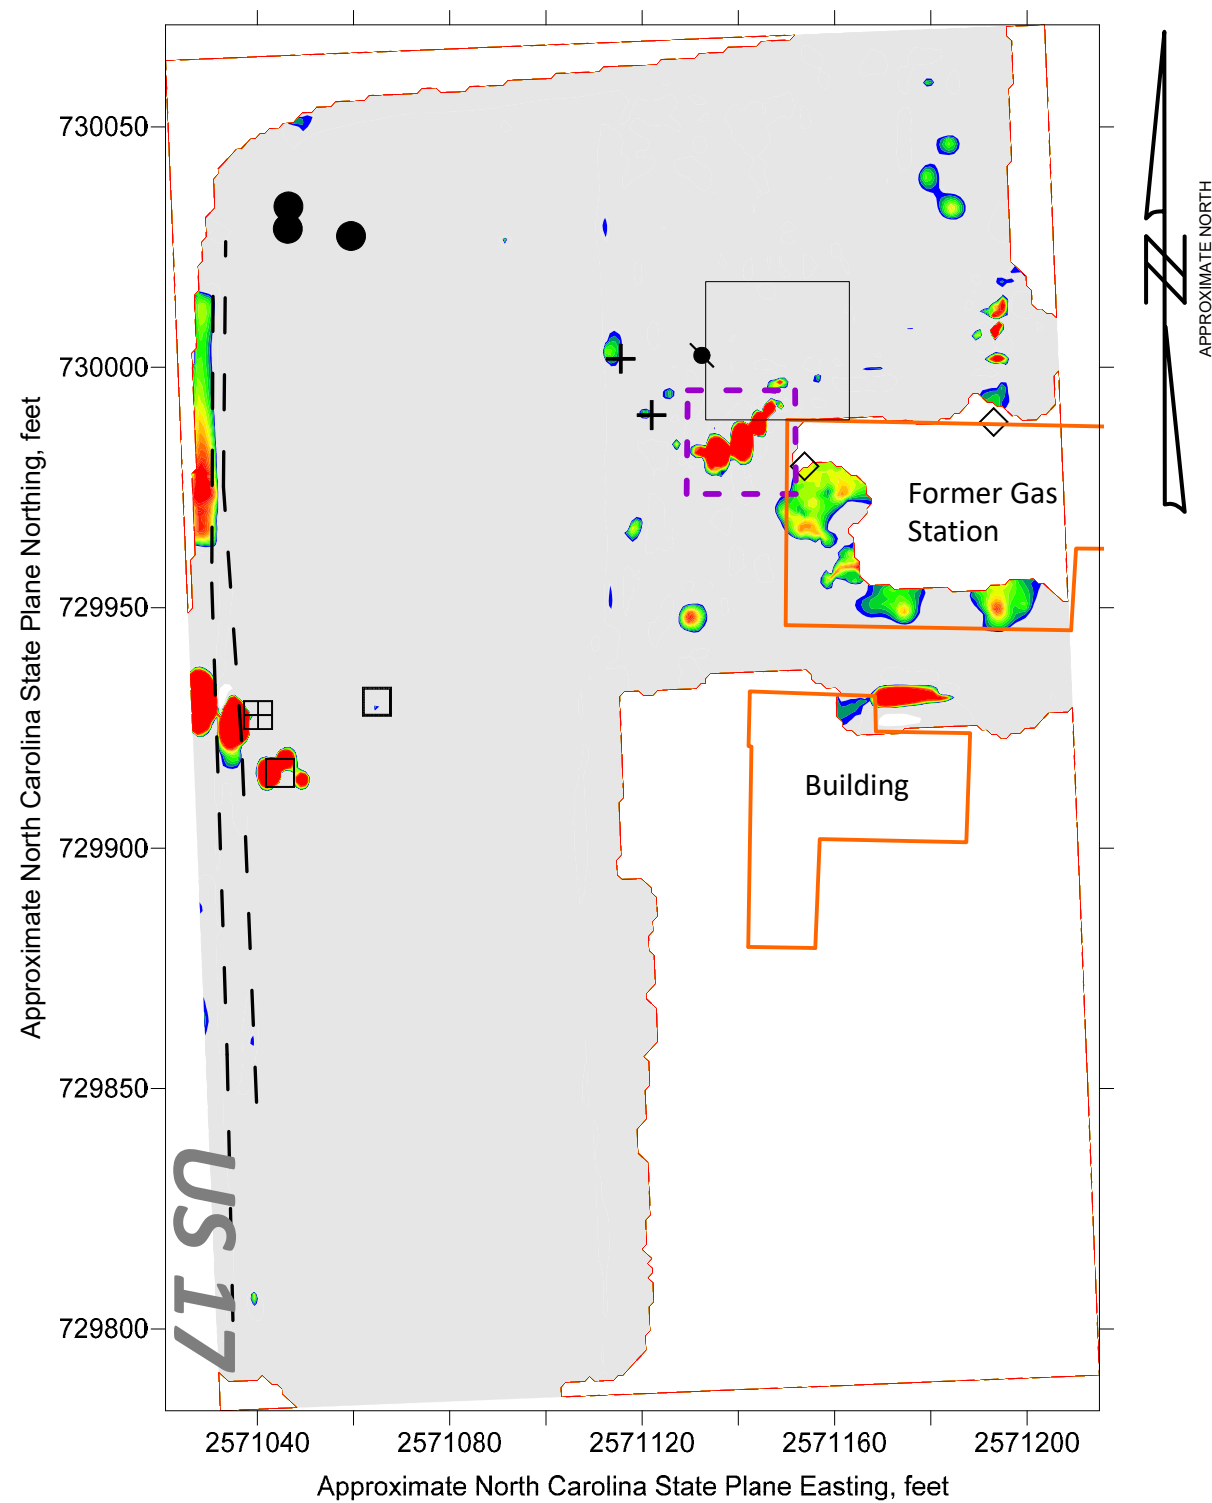 730050
730000
729950
729900
729850
729800
Approximate North Carolina State Plane Northing, feet
APPROXIMATE NORTH
N
Former Gas
Station
Building
US 17
2571040
2571080
2571120
2571160
2571200
Approximate North Carolina State Plane Easting, feet